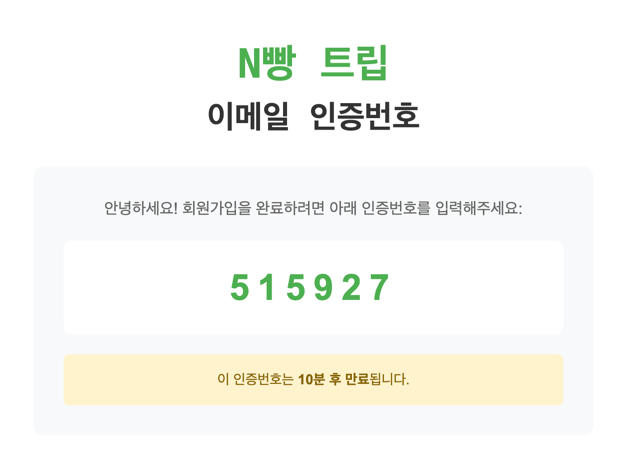 N빵 트립
이메일 인증번호
안녕하세요! 회원가입을 완료하려면 아래 인증번호를 입력해주세요:
515927
이 인증번호는 10분 후 만료됩니다.